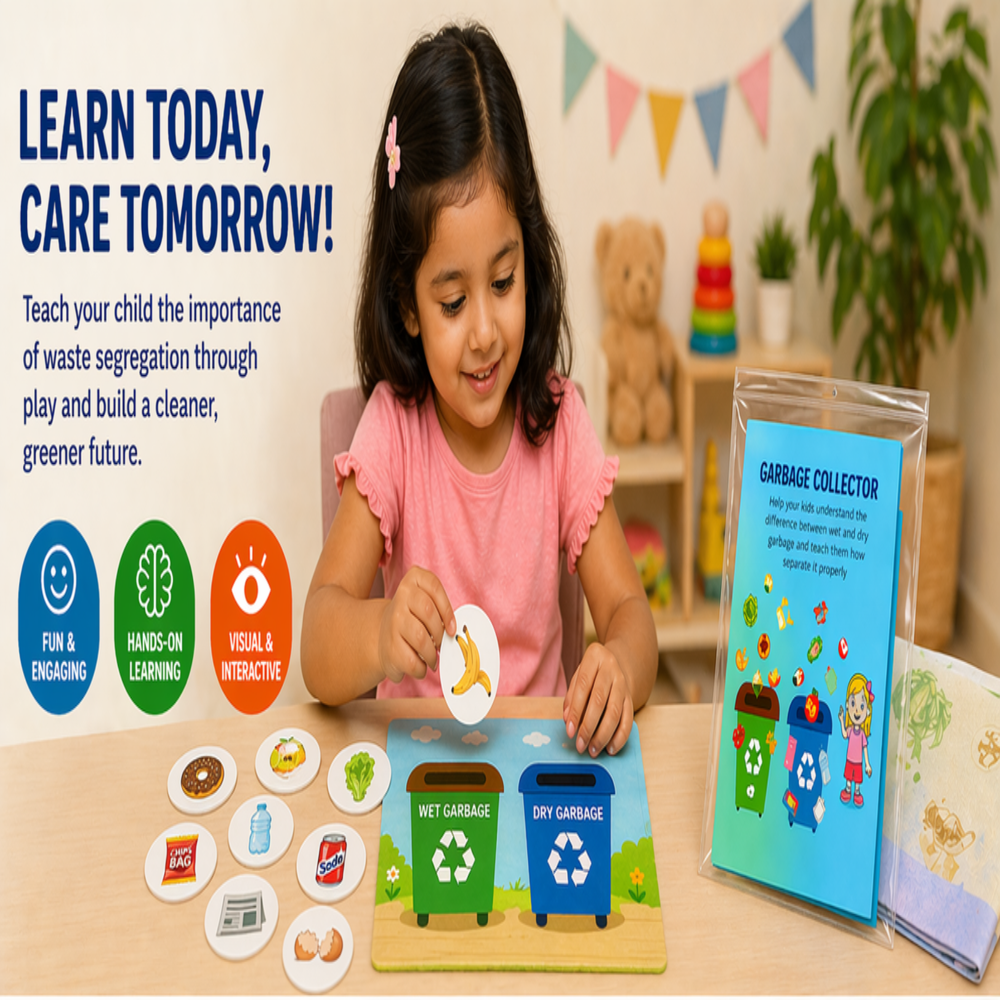 LEARN TODAY,
CARE TOMORROW!
Teach your child the importance
of waste segregation through
play and build a cleaner,
greener future.
FUN &
ENGAGING
HANDS-ON
LEARNING
VISUAL &
INTERACTIVE
GARBAGE COLLECTOR
Help your kids understand the
difference between wet and dry
garbage and teach them how
separate it properly
WET GARBAGE
DRY GARBAGE
CHIPS
BAG
Soda